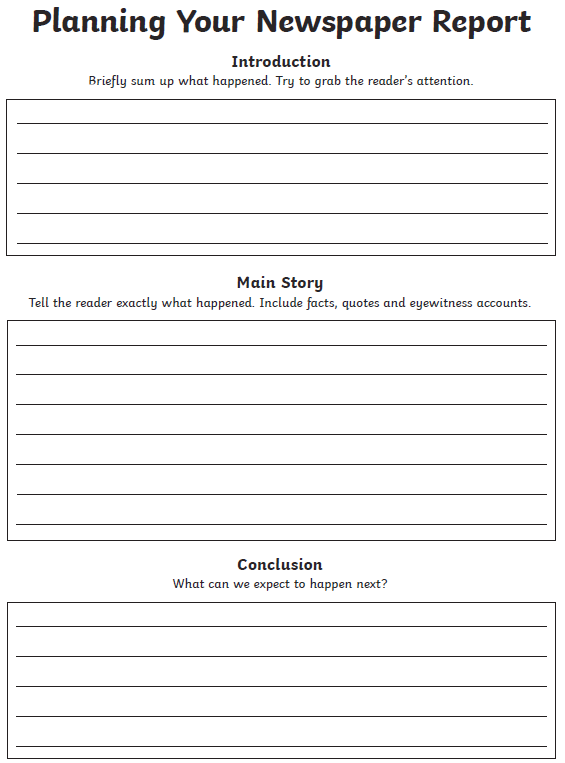 Planning Your Newspaper Report
Introduction
Briefly sum up what happened. Try to grab the reader's attention.
Main Story
Tell the reader exactly what happened. Include facts, quotes and eyewitness accounts.
Conclusion
What can we expect to happen next?